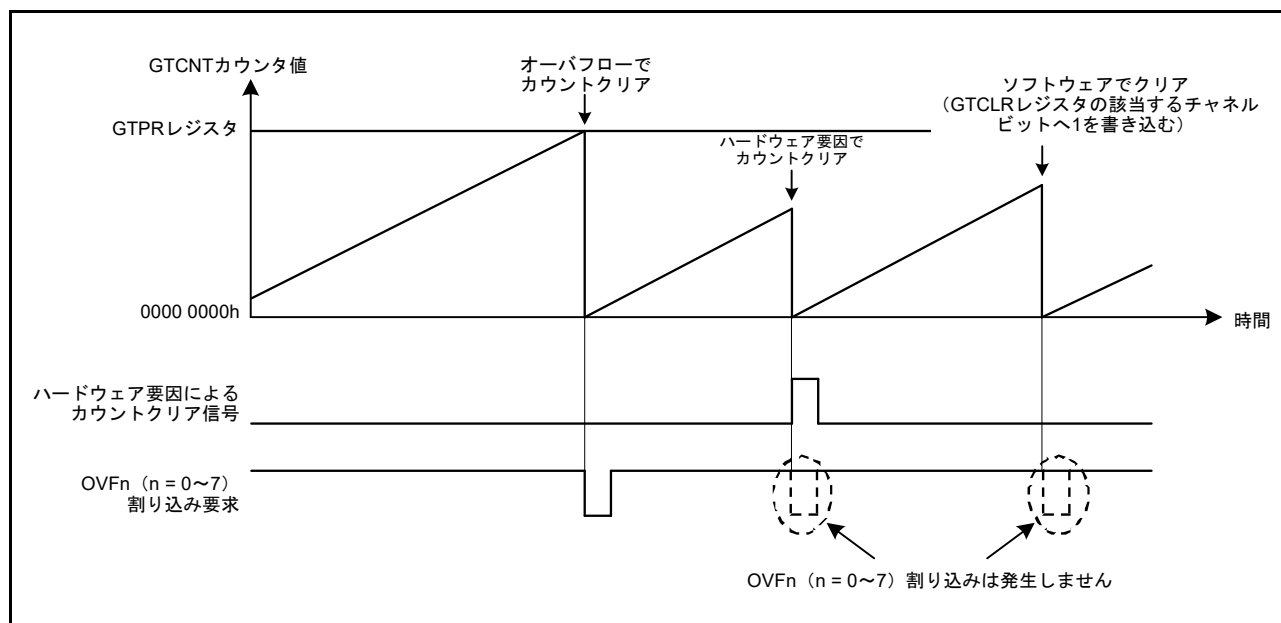 GTCNTカウンタ値
オーバフローで
カウントクリア
ソフトウェアでクリア
（GTCLRレジスタの該当するチャネル
ビットへ1を書き込む）
GTPRレジスタ
ハードウェア要因で
カウントクリア
0000 0000h
時間
ハードウェア要因による
カウントクリア信号
OVFn（n = 0～7）
割り込み要求
OVFn（n = 0～7）割り込みは発生しません